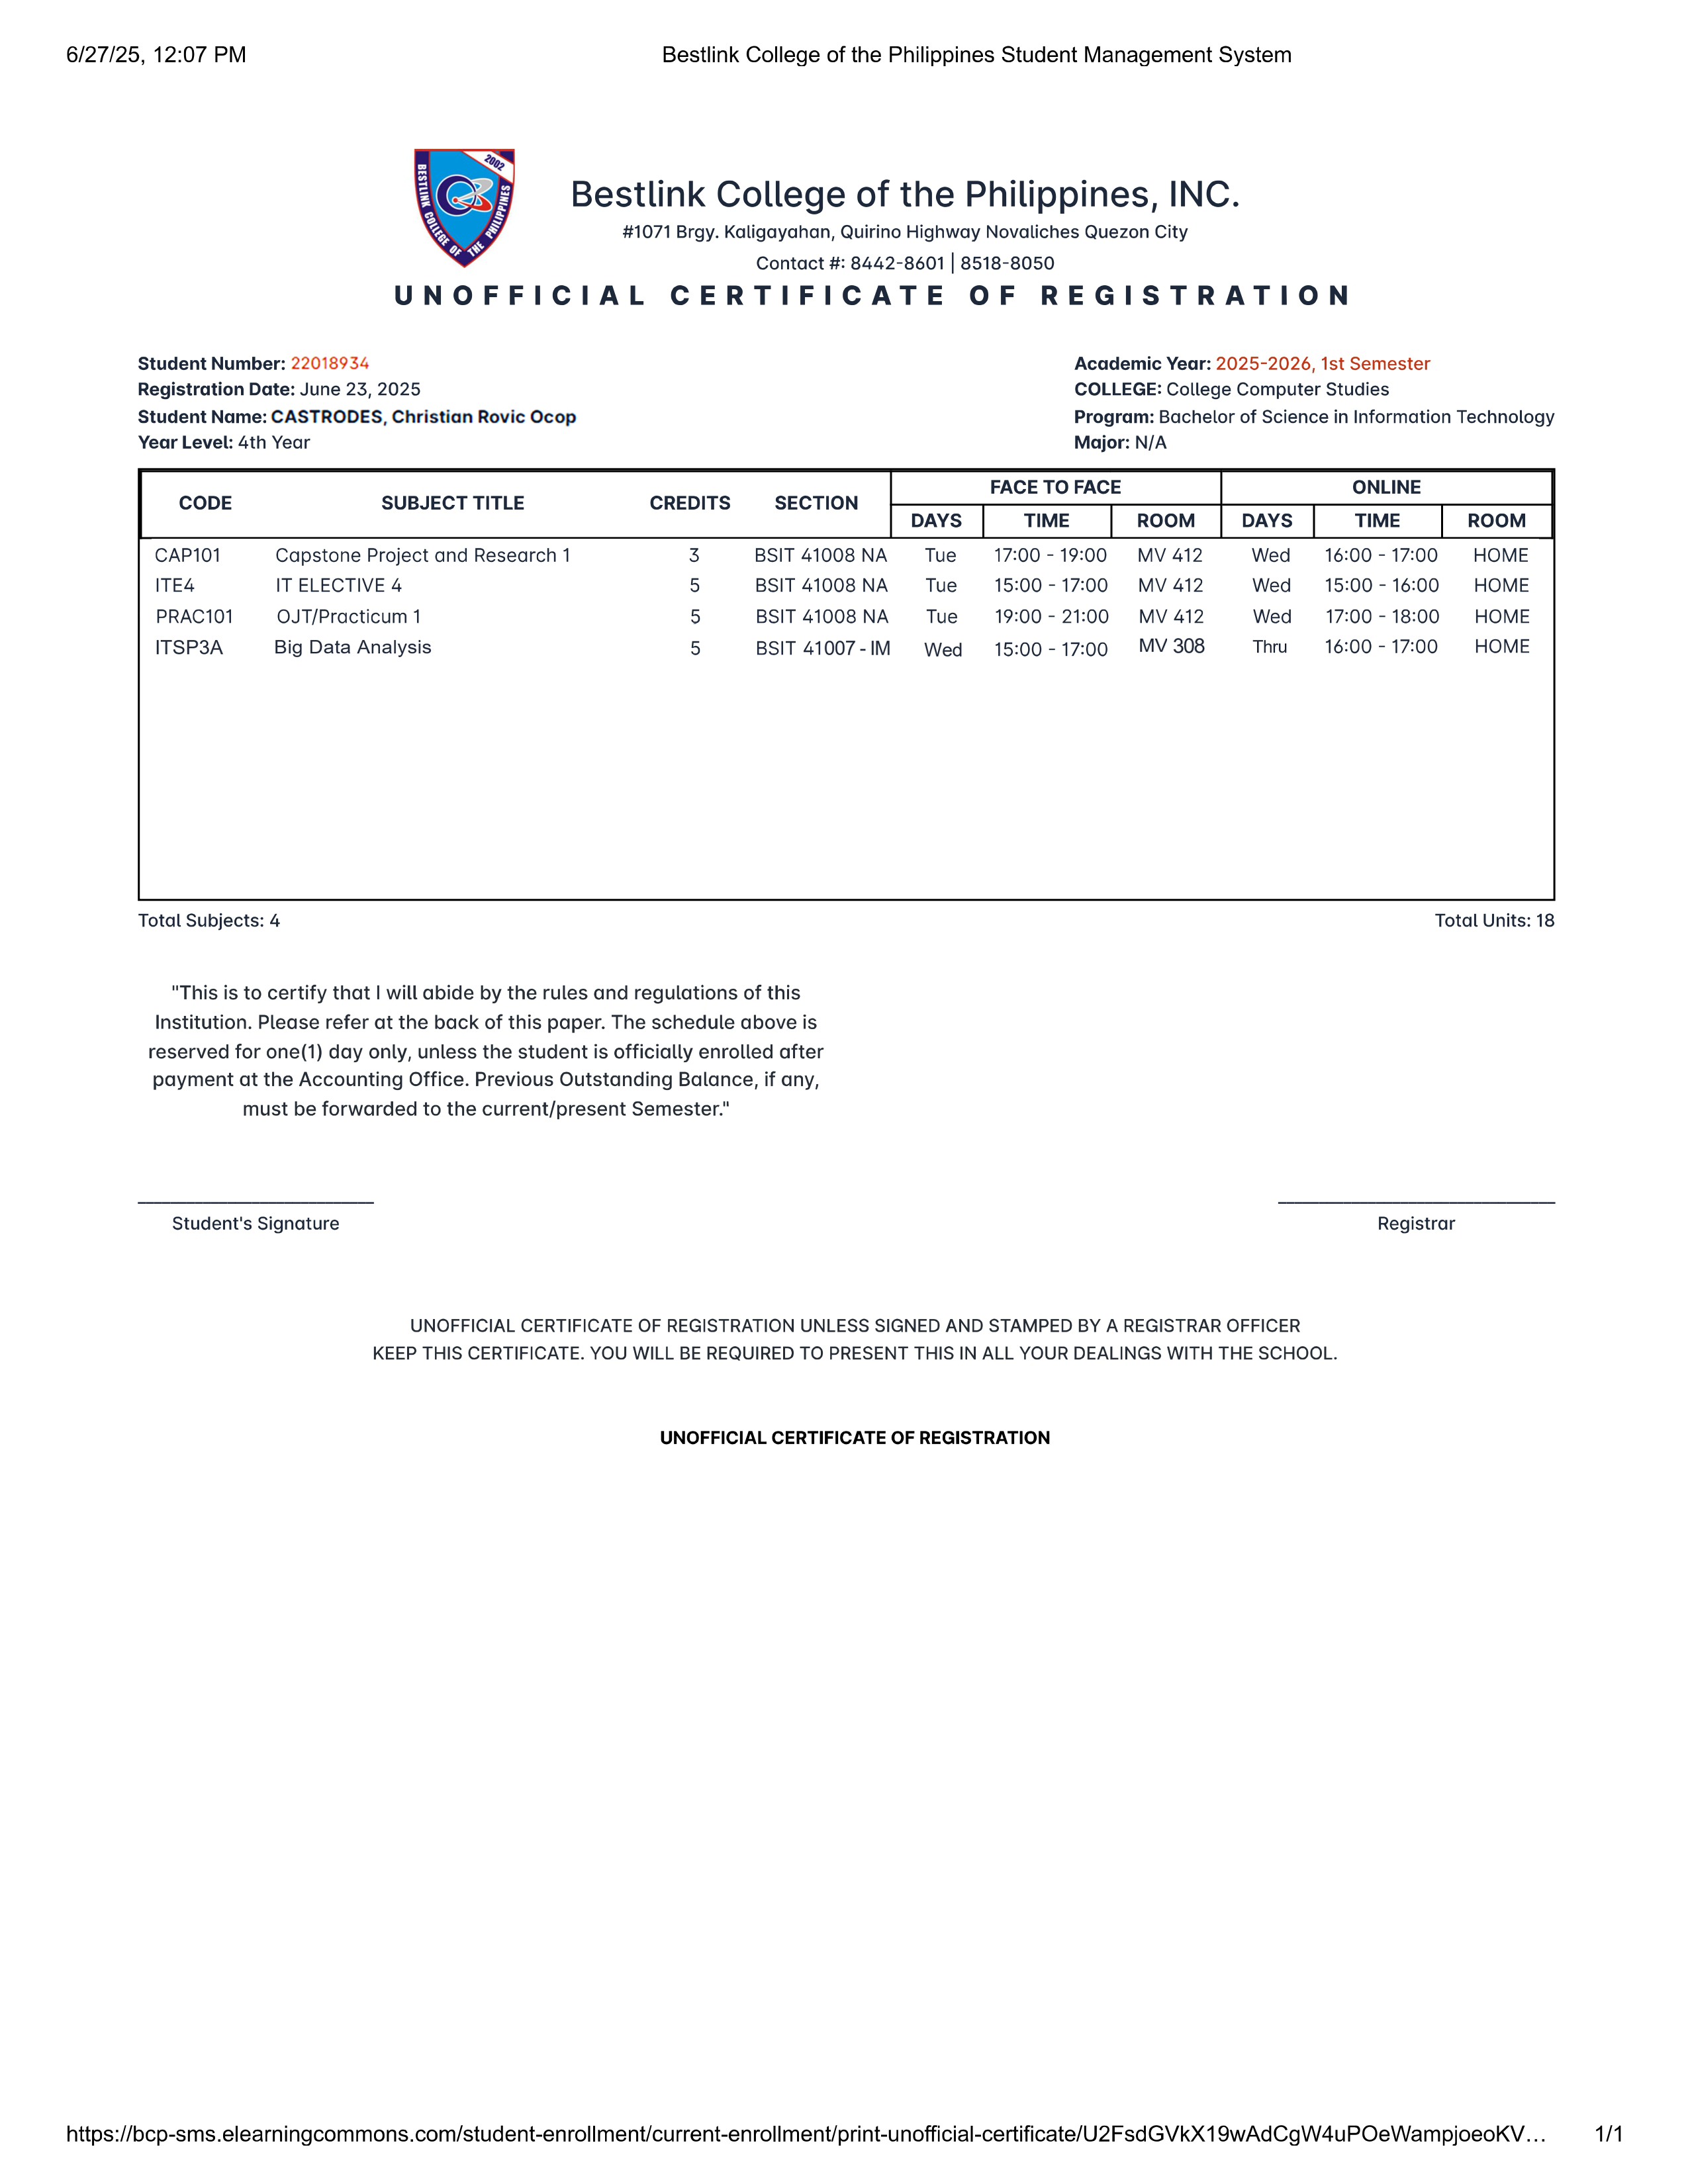 6/27/25, 12:07 PM Bestlink College of the Philippines Student Management System
2002
BESTLINK COLLEGE OF THE PHILIPPINES
Bestlink College of the Philippines, INC.
#1071 Brgy. Kaligayahan, Quirino Highway Novaliches Quezon City
Contact #: 8442-8601 | 8518-8050
UNOFFICIAL CERTIFICATE OF REGISTRATION
Student Number: 22018934 Academic Year: 2025-2026, 1st Semester
Registration Date: June 23, 2025 COLLEGE: College Computer Studies
Student Name: CASTRODES, Christian Rovic Ocop Program: Bachelor of Science in Information Technology
Year Level: 4th Year Major: N/A
CODE SUBJECT TITLE CREDITS SECTION FACE TO FACE ONLINE
DAYS TIME ROOM DAYS TIME ROOM
CAP101 Capstone Project and Research 1 3 BSIT 41008 NA Tue 17:00 - 19:00 MV 412 Wed 16:00 - 17:00 HOME
ITE4 IT ELECTIVE 4 5 BSIT 41008 NA Tue 15:00 - 17:00 MV 412 Wed 15:00 - 16:00 HOME
PRAC101 OJT/Practicum 1 5 BSIT 41008 NA Tue 19:00 - 21:00 MV 412 Wed 17:00 - 18:00 HOME
ITSP3A Big Data Analysis 5 BSIT 41007 - IM Wed 15:00 - 17:00 MV 308 Thru 16:00 - 17:00 HOME
Total Subjects: 4 Total Units: 18
"This is to certify that I will abide by the rules and regulations of this
Institution. Please refer at the back of this paper. The schedule above is
reserved for one(1) day only, unless the student is officially enrolled after
payment at the Accounting Office. Previous Outstanding Balance, if any,
must be forwarded to the current/present Semester."
Student's Signature Registrar
UNOFFICIAL CERTIFICATE OF REGISTRATION UNLESS SIGNED AND STAMPED BY A REGISTRAR OFFICER
KEEP THIS CERTIFICATE. YOU WILL BE REQUIRED TO PRESENT THIS IN ALL YOUR DEALINGS WITH THE SCHOOL.
UNOFFICIAL CERTIFICATE OF REGISTRATION
https://bcp-sms.elearningcommons.com/student-enrollment/current-enrollment/print-unofficial-certificate/U2FsdGVkX19wAdCgW4uPOeWampjoeoKV… 1/1